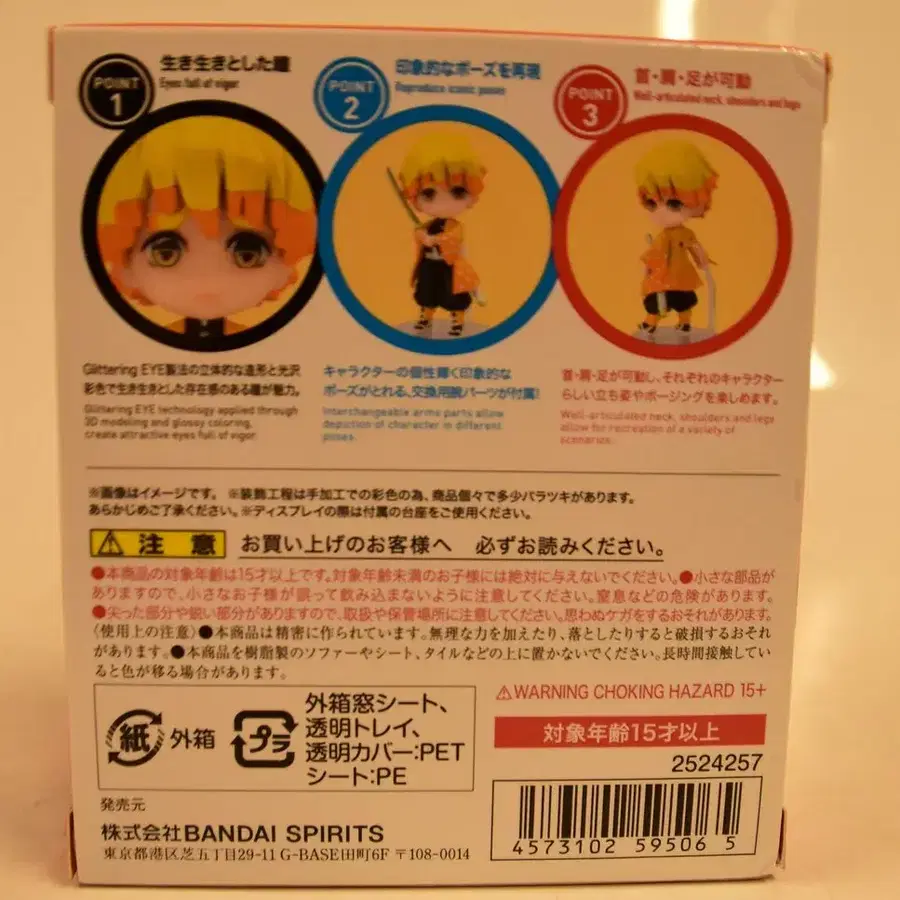 POINT 1
生き生きとした瞳
Eyes full of vigor
POINT 2
印象的なポーズを再現
Reproduce iconic poses
POINT 3
首・肩・足が可動
Well-articulated neck, shoulders and legs
Glittering EYE製法の立体的な造形と光沢
彩色で生き生きとした存在感のある瞳が魅力。
Glittering EYE technology applied through
3D modeling and glossy coloring,
create attractive eyes full of vigor.
キャラクターの個性輝く印象的な
ポーズがとれる、交換用腕パーツが付属!
Interchangeable arms parts allow
depiction of character in different
poses.
首・肩・足が可動し、それぞれのキャラクター
らしい立ち姿やポージングを楽しめます。
Well-articulated neck, shoulders and legs
allow for recreation of a variety of
scenarios.
※画像はイメージです。 ※装飾工程は手加工での彩色の為、商品個々で多少バラツキがあります。
あらかじめご了承ください。※ディスプレイの際は付属の台座をご使用ください。
注意 お買い上げのお客様へ 必ずお読みください。
●本商品の対象年齢は15才以上です。対象年齢未満のお子様には絶対に与えないでください。●小さな部品が
ありますので、小さなお子様が誤って飲み込まないように注意してください。窒息などの危険があります。
●尖った部分や鋭い部分がありますので、取扱や保管場所に注意してください。思わぬケガをするおそれがあります。
〈使用上の注意〉●本商品は精密に作られています。無理な力を加えたり、落としたりすると破損するおそれ
があります。●本商品を樹脂製のソファーやシート、タイルなどの上に置かないでください。長時間接触してい
ると色が移る場合があります。
紙 外箱
プラ
外箱窓シート、
透明トレイ、
透明カバー:PET
シート:PE
⚠WARNING CHOKING HAZARD 15+
対象年齢15才以上
2524257
4573102 59506 5
発売元
株式会社BANDAI SPIRITS
東京都港区芝五丁目29-11 G-BASE田町6F 〒108-0014